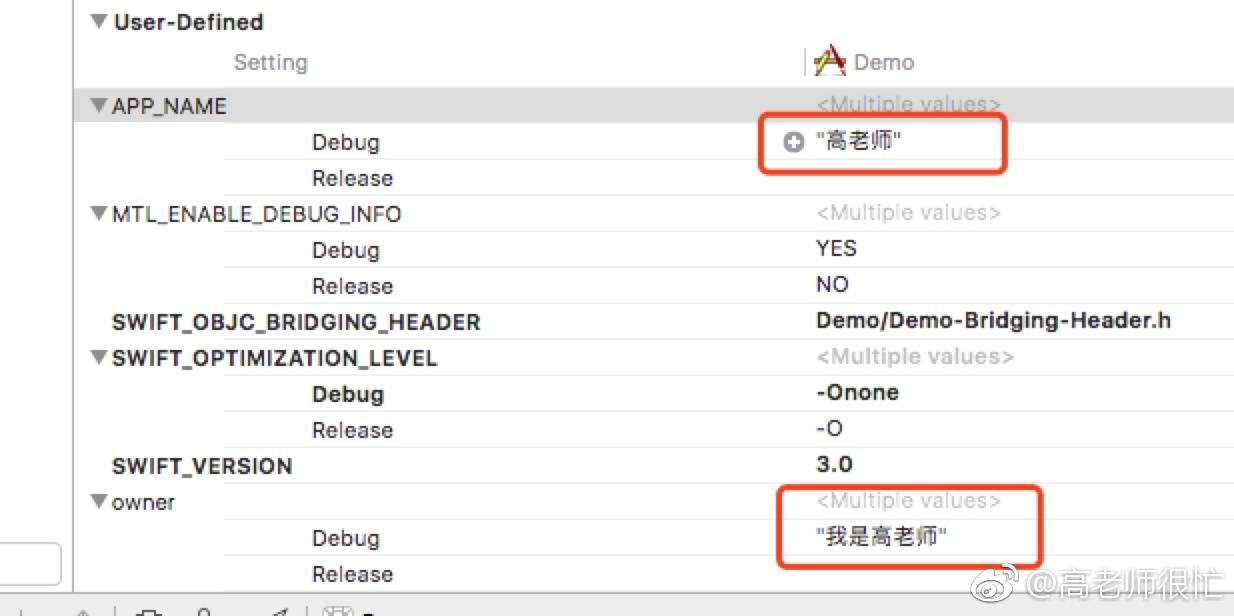 User-Defined
Setting Demo
APP_NAME <Multiple values>
Debug "高老师"
Release
MTL_ENABLE_DEBUG_INFO <Multiple values>
Debug YES
Release NO
SWIFT_OBJC_BRIDGING_HEADER Demo/Demo-Bridging-Header.h
SWIFT_OPTIMIZATION_LEVEL <Multiple values>
Debug -Onone
Release -O
SWIFT_VERSION 3.0
owner <Multiple values>
Debug "我是高老师"
Release
@高老师很忙